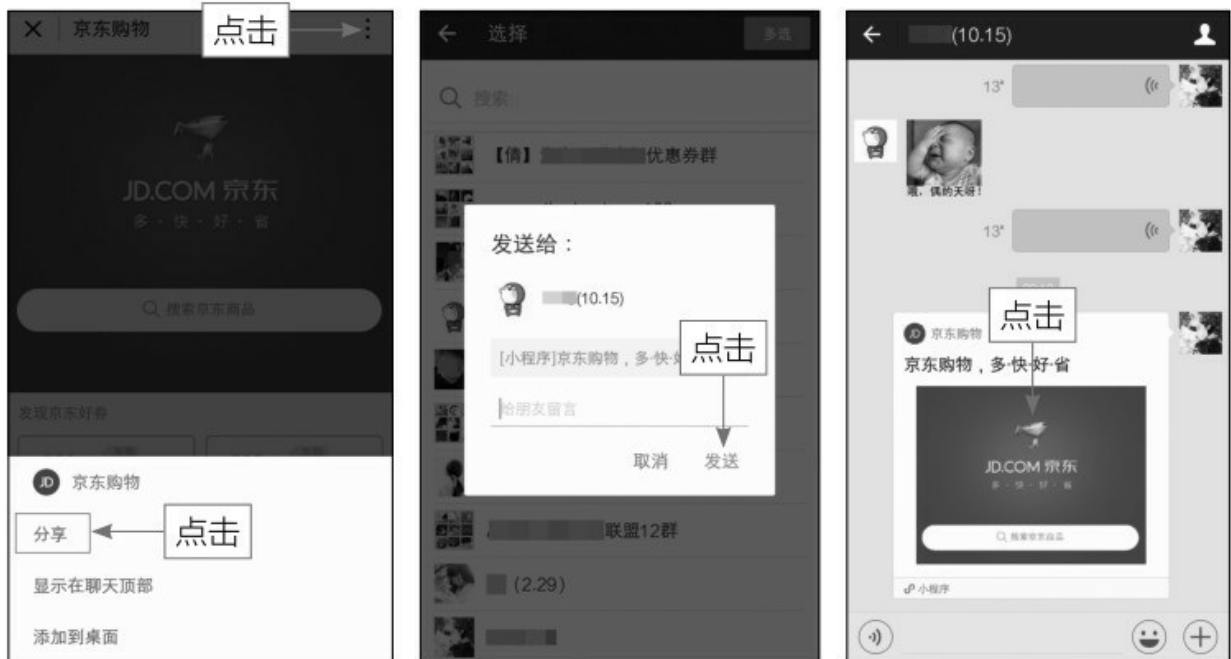 京东购物
点击
JD.COM 京东
多·快·好·省
搜索京东商品
发现京东好券
JD 京东购物
分享
点击
显示在聊天顶部
添加到桌面
选择
多选
搜索
【倩】
优惠券群
发送给：
(10.15)
[小程序]京东购物，多·快·好
点击
给朋友留言
取消
发送
联盟12群
(2.29)
(10.15)
13"
哦，偶的天呀！
13"
点击
JD 京东购物
京东购物，多·快·好·省
JD.COM 京东
多·快·好·省
搜索京东商品
小程序